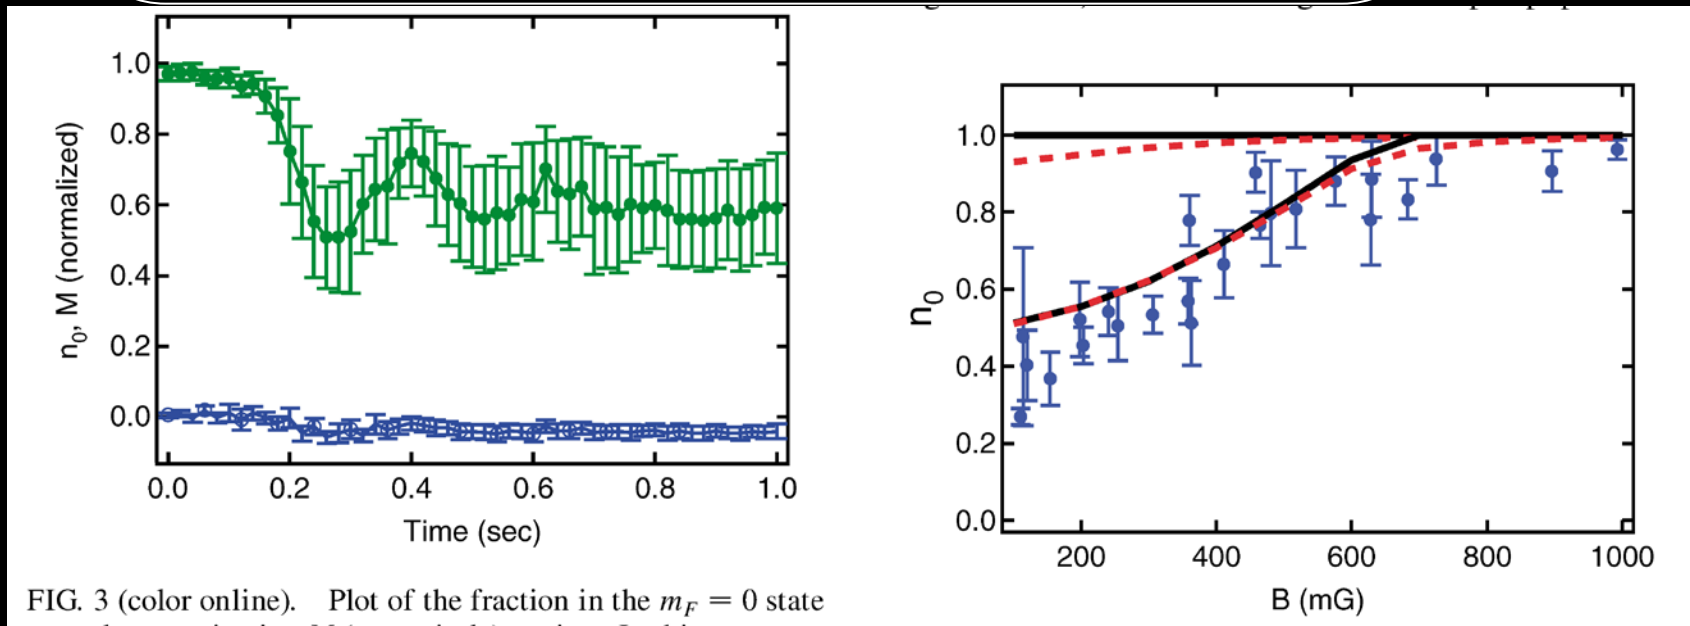 1.0
0.8
0.6
0.4
0.2
0.0
n0, M (normalized)
0.0 0.2 0.4 0.6 0.8 1.0
Time (sec)
FIG. 3 (color online). Plot of the fraction in the mF = 0 state
1.0
0.8
0.6
0.4
0.2
0.0
n0
200 400 600 800 1000
B (mG)